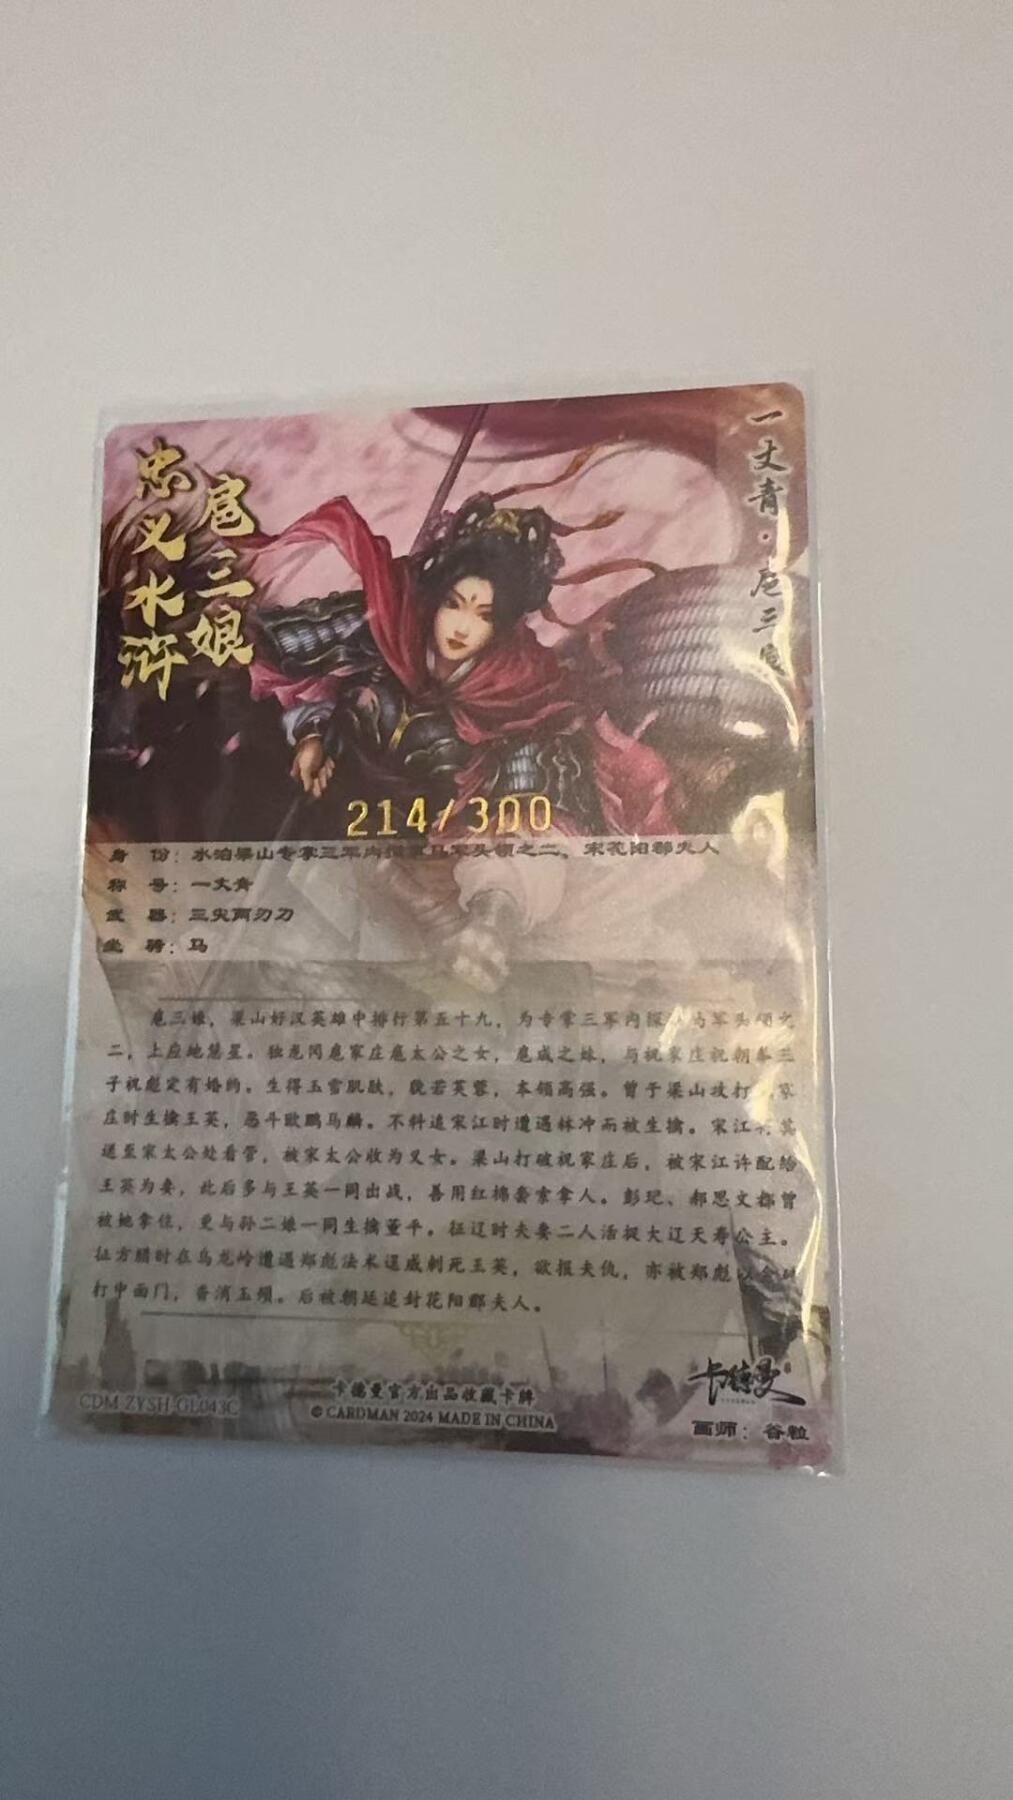 忠义水浒
扈三娘
一丈青·扈三
214/300
身 份：水泊梁山专掌三军内探事马军头领之二、宋花阳郡夫人
称 号：一丈青
武 器：三尖两刃刀
坐 骑：马
扈三娘，梁山好汉英雄中排行第五十九，为专掌三军内探 马军头领之
二，上应地慧星。独龙冈扈家庄扈太公之女，扈成之妹，与祝家庄祝朝奉三
子祝彪定有婚约。生得玉雪肌肤，貌若芙蓉，本领高强。曾于梁山攻打 家
庄时生擒王英，恶斗欧鹏马麟。不料追宋江时遭遇林冲而被生擒。宋江 其
送至宋太公处看管，被宋太公收为义女。梁山打破祝家庄后，被宋江许配给
王英为妻，此后多与王英一同出战，善用红棉套索拿人。彭玘、郝思文都曾
被她拿住，更与孙二娘一同生擒董平。征辽时夫妻二人活捉大辽天寿公主。
征方腊时在乌龙岭遭遇郑彪法术 刺死王英，欲报夫仇，亦被郑彪以金
打中面门，香消玉殒。后被朝廷追封花阳郡夫人。
卡德曼
CDM-ZYSH-GL043C
卡德曼官方出品收藏卡牌
© CARDMAN 2024 MADE IN CHINA
画师：谷粒